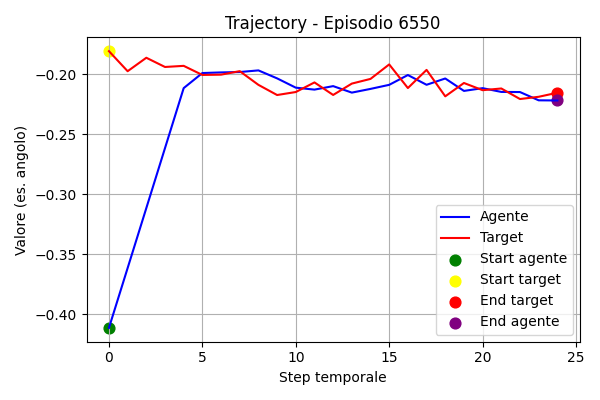 Trajectory - Episodio 6550
Valore (es. angolo)
−0.20
−0.25
−0.30
−0.35
−0.40
0
5
10
15
20
25
Step temporale
Agente
Target
Start agente
Start target
End target
End agente